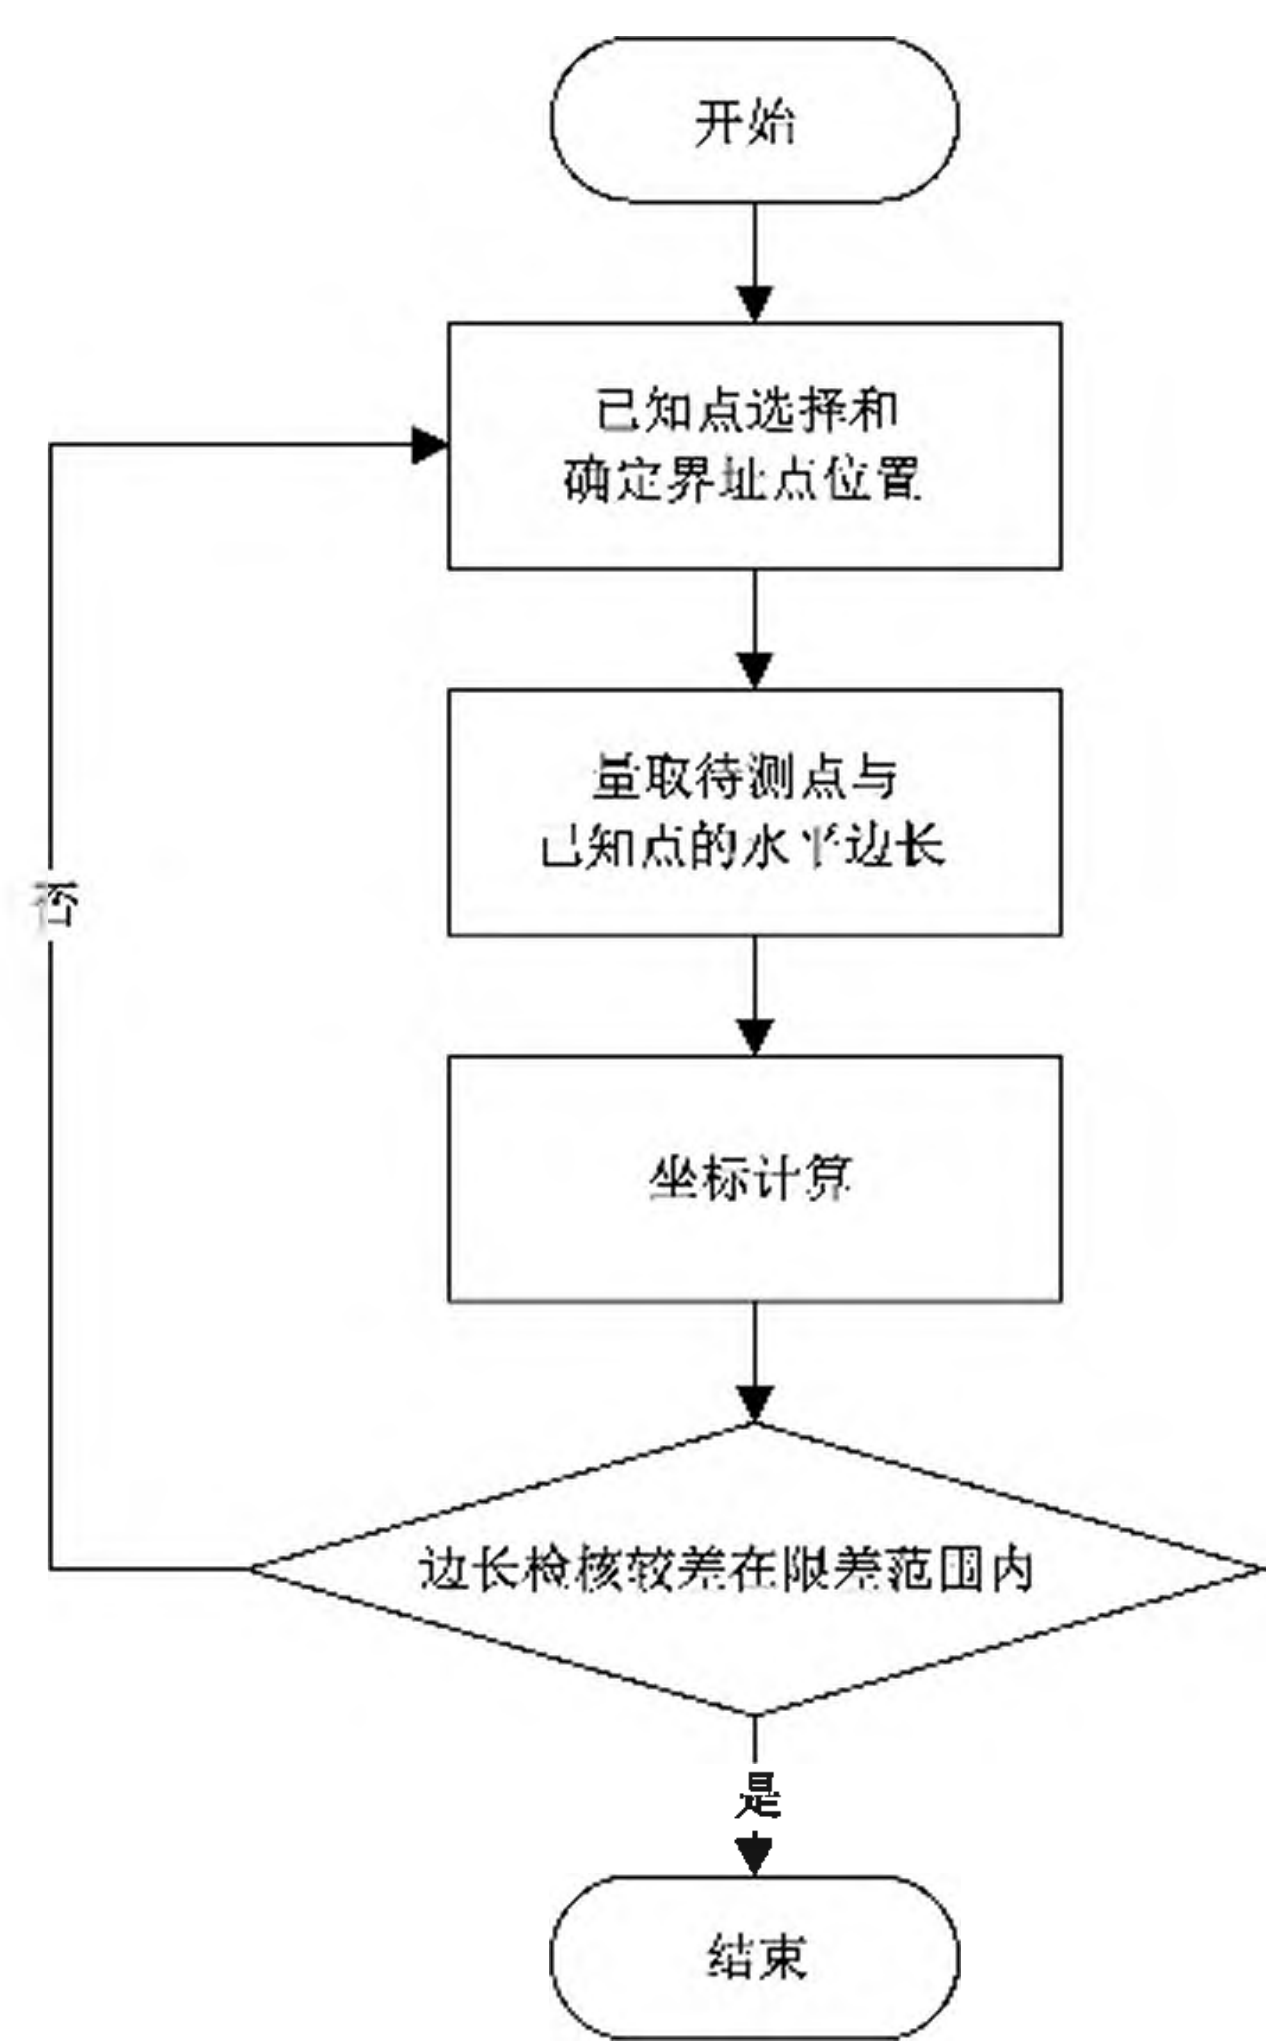 开始
已知点选择和
确定界址点位置
量取待测点与
已知点的水平边长
坐标计算
边长检核较差在限差范围内
是
结束